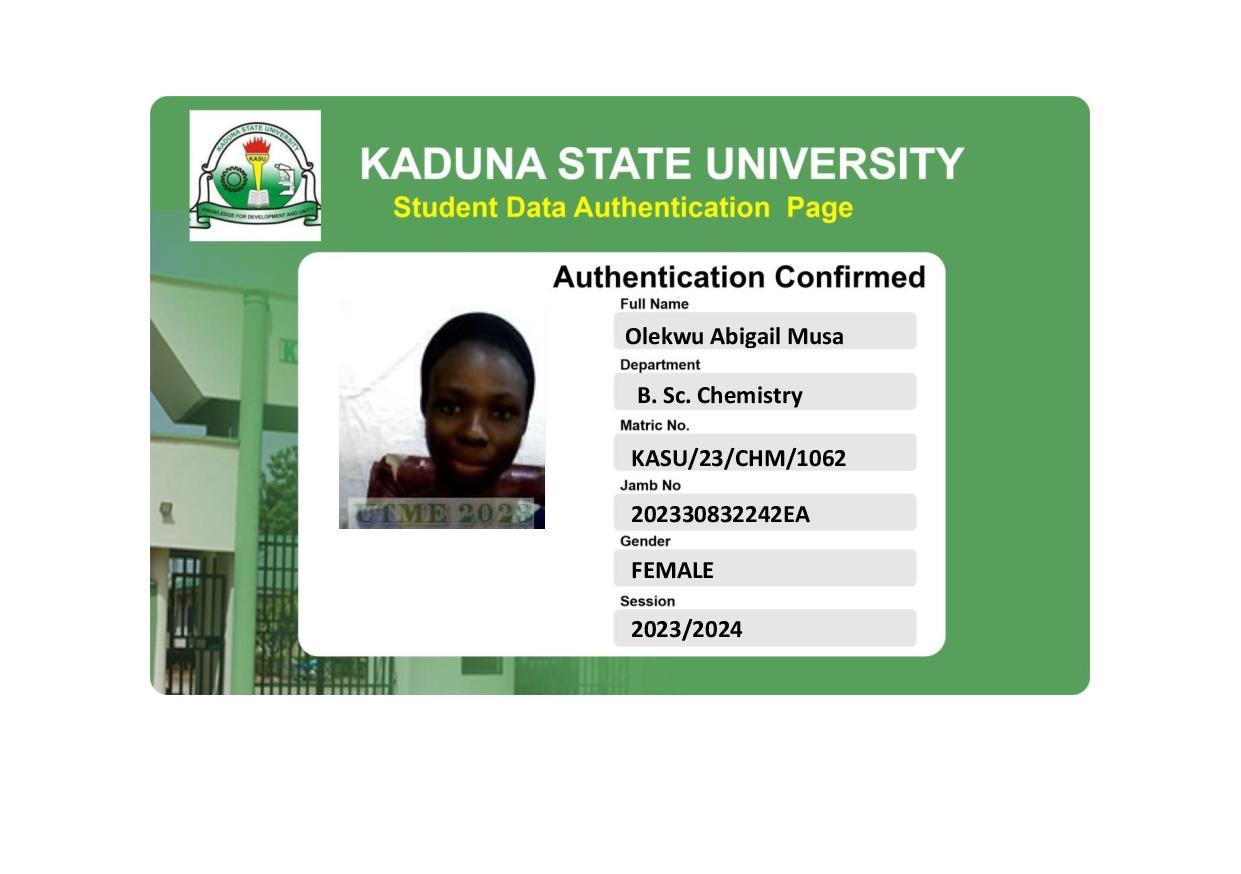 KADUNA STATE UNIVERSITY
KASU
KNOWLEDGE FOR DEVELOPMENT AND UNITY
KADUNA STATE UNIVERSITY
Student Data Authentication Page
Authentication Confirmed
Full Name
Olekwu Abigail Musa
Department
B. Sc. Chemistry
Matric No.
KASU/23/CHM/1062
Jamb No
202330832242EA
Gender
FEMALE
Session
2023/2024
UTME 2023
K